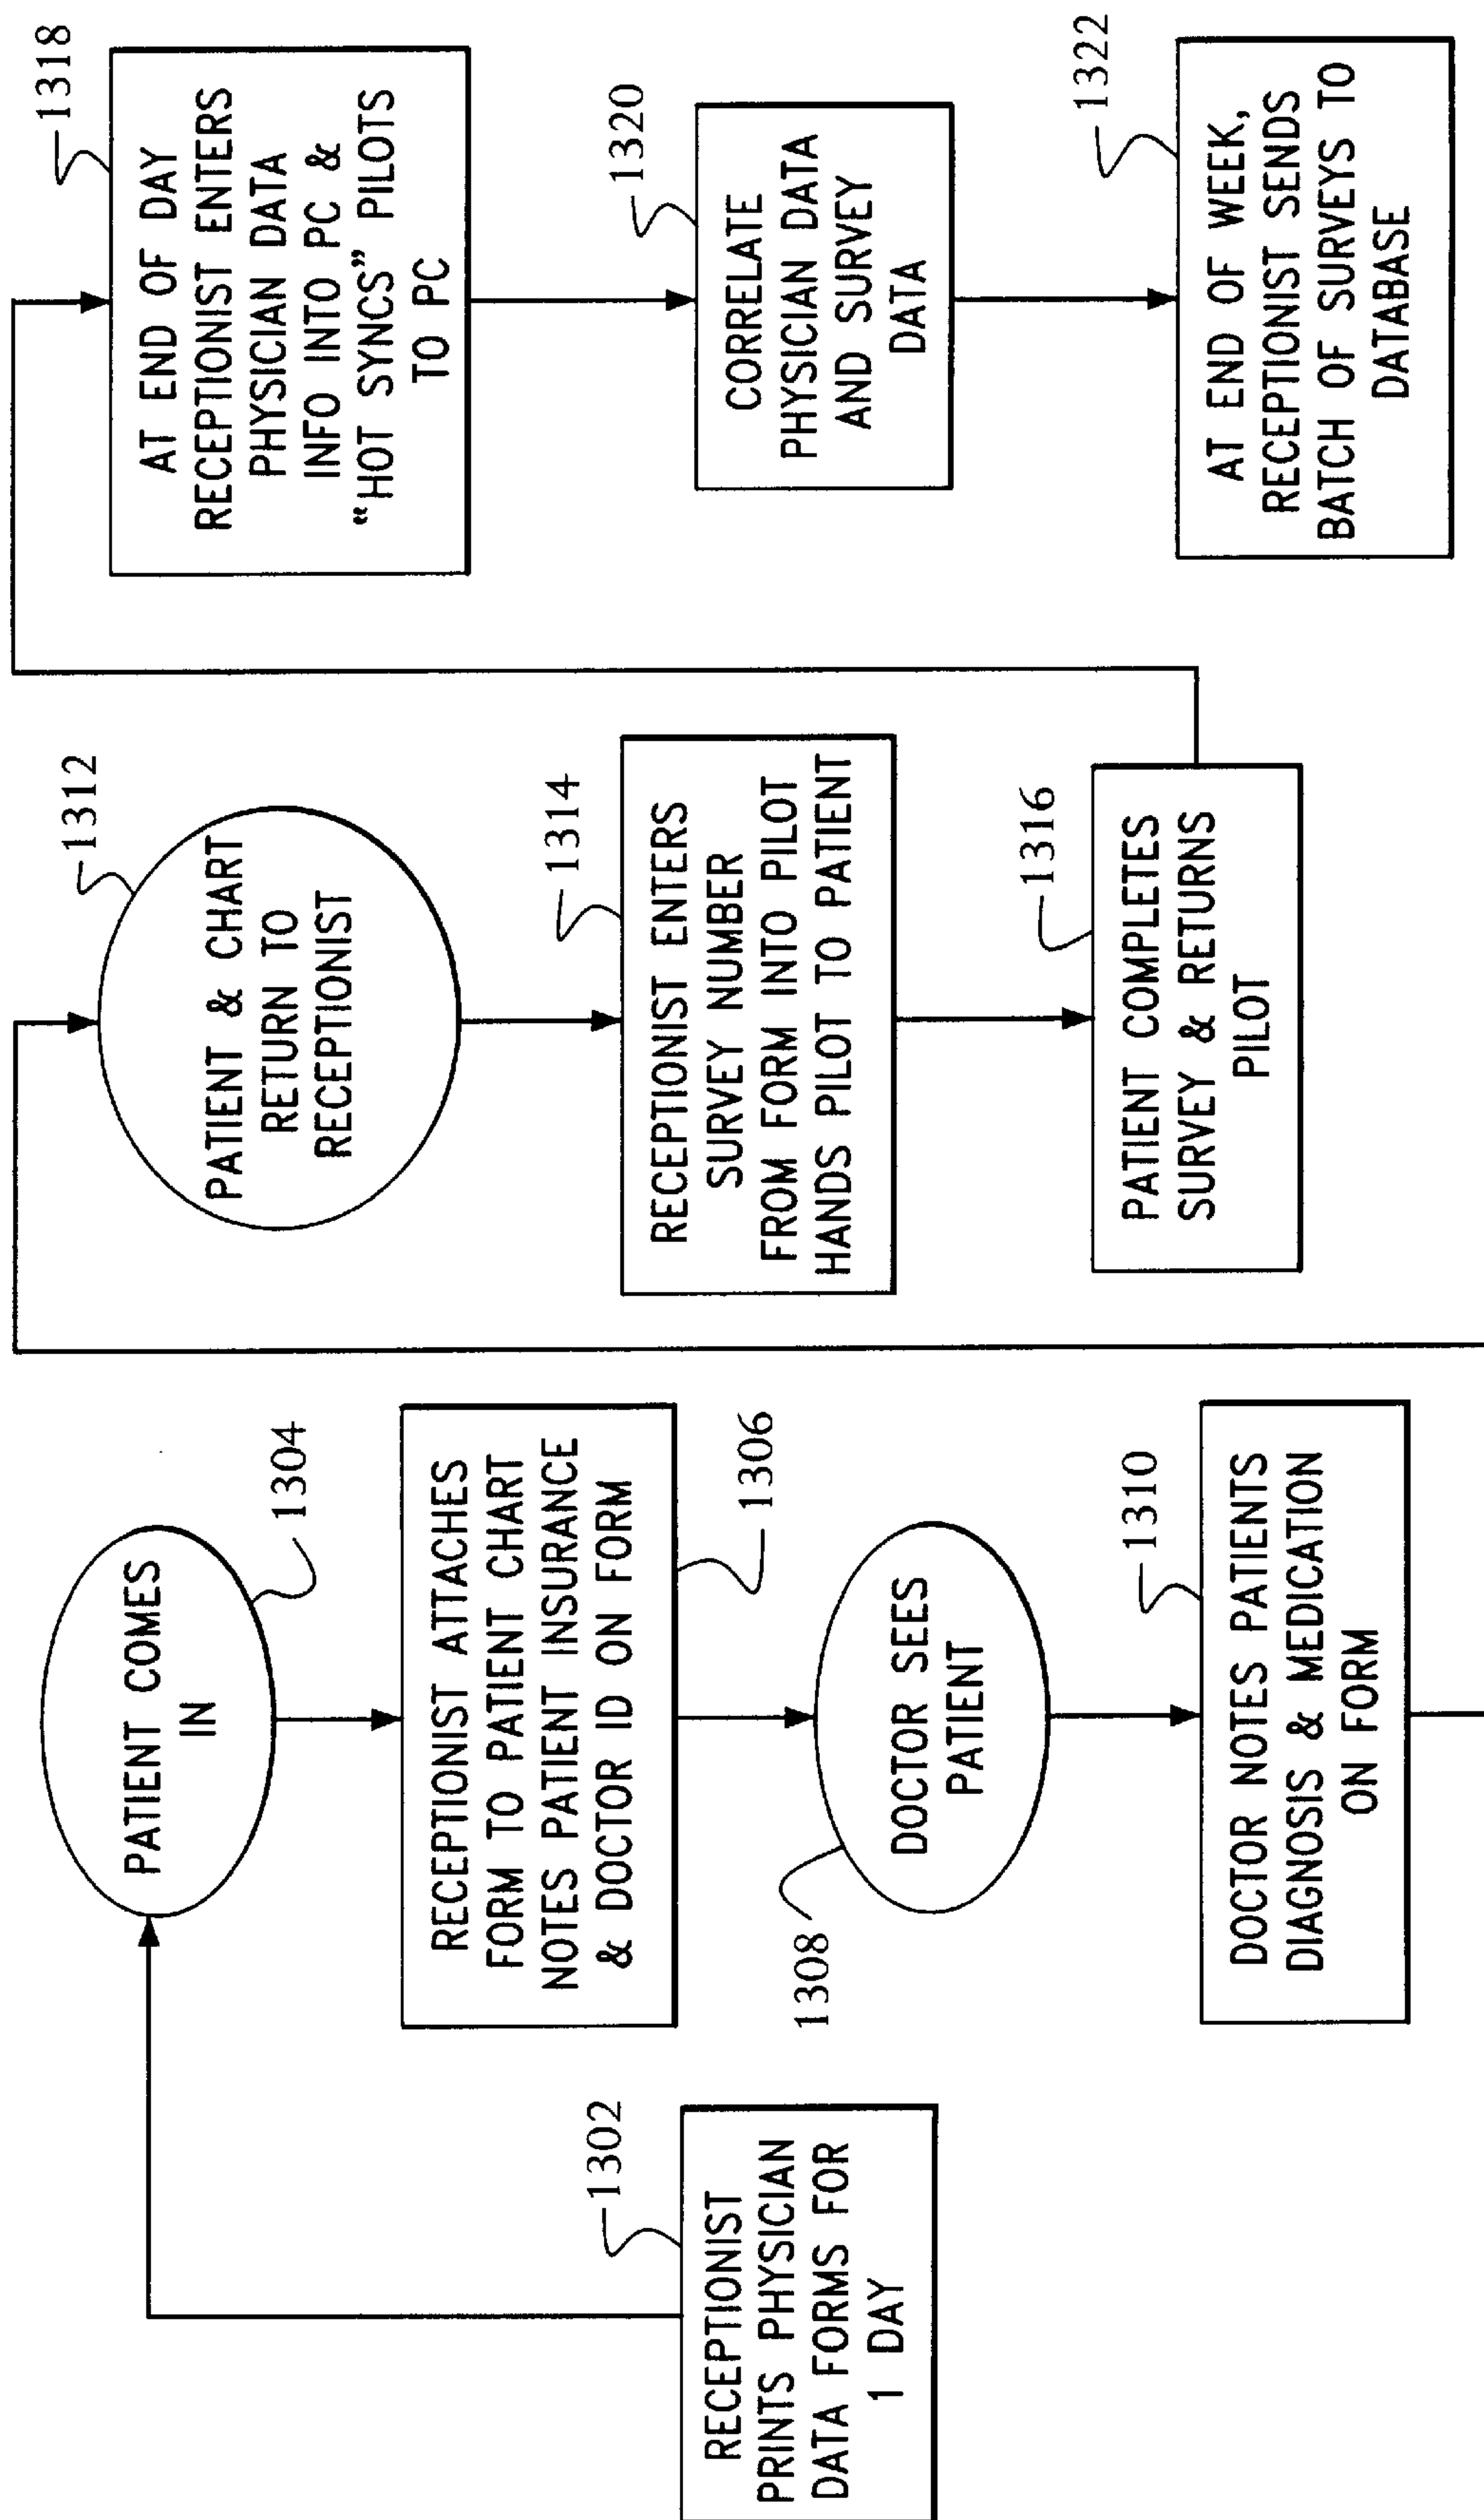 1302
RECEPTIONIST
PRINTS PHYSICIAN
DATA FORMS FOR
1 DAY
1304
PATIENT COMES
IN
RECEPTIONIST ATTACHES
FORM TO PATIENT CHART
NOTES PATIENT INSURANCE
& DOCTOR ID ON FORM
1306
1308
DOCTOR SEES
PATIENT
1310
DOCTOR NOTES PATIENTS
DIAGNOSIS & MEDICATION
ON FORM
1312
PATIENT & CHART
RETURN TO
RECEPTIONIST
1314
RECEPTIONIST ENTERS
SURVEY NUMBER
FROM FORM INTO PILOT
HANDS PILOT TO PATIENT
1316
PATIENT COMPLETES
SURVEY & RETURNS
PILOT
1318
AT END OF DAY
RECEPTIONIST ENTERS
PHYSICIAN DATA
INFO INTO PC &
“HOT SYNCS” PILOTS
TO PC
1320
CORRELATE
PHYSICIAN DATA
AND SURVEY
DATA
1322
AT END OF WEEK,
RECEPTIONIST SENDS
BATCH OF SURVEYS TO
DATABASE